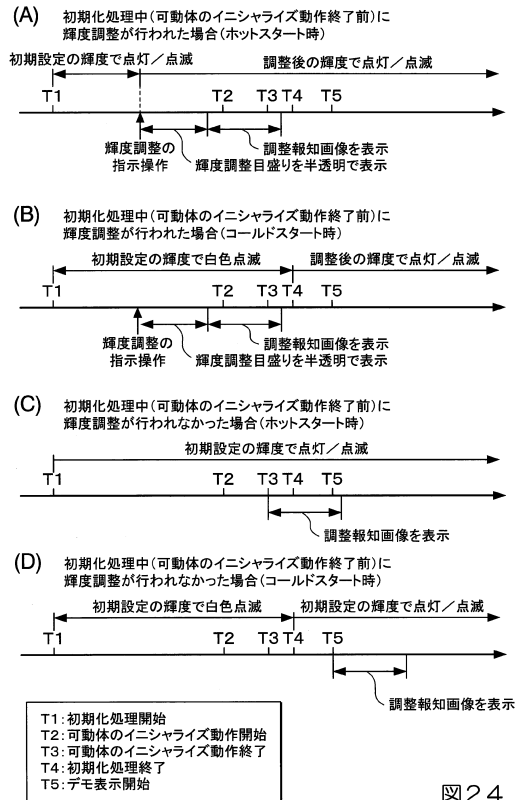 (A) 初期化処理中(可動体のイニシャライズ動作終了前)に
輝度調整が行われた場合(ホットスタート時)
初期設定の輝度で点灯/点滅
調整後の輝度で点灯/点滅
T1 T2 T3 T4 T5
輝度調整の
指示操作
調整報知画像を表示
輝度調整目盛りを半透明で表示
(B) 初期化処理中(可動体のイニシャライズ動作終了前)に
輝度調整が行われた場合(コールドスタート時)
初期設定の輝度で白色点滅
調整後の輝度で点灯/点滅
T1 T2 T3 T4 T5
輝度調整の
指示操作
調整報知画像を表示
輝度調整目盛りを半透明で表示
(C) 初期化処理中(可動体のイニシャライズ動作終了前)に
輝度調整が行われなかった場合(ホットスタート時)
初期設定の輝度で点灯/点滅
T1 T2 T3 T4 T5
調整報知画像を表示
(D) 初期化処理中(可動体のイニシャライズ動作終了前)に
輝度調整が行われなかった場合(コールドスタート時)
初期設定の輝度で白色点滅
初期設定の輝度で点灯/点滅
T1 T2 T3 T4 T5
調整報知画像を表示
T1:初期化処理開始
T2:可動体のイニシャライズ動作開始
T3:可動体のイニシャライズ動作終了
T4:初期化処理終了
T5:デモ表示開始
図24